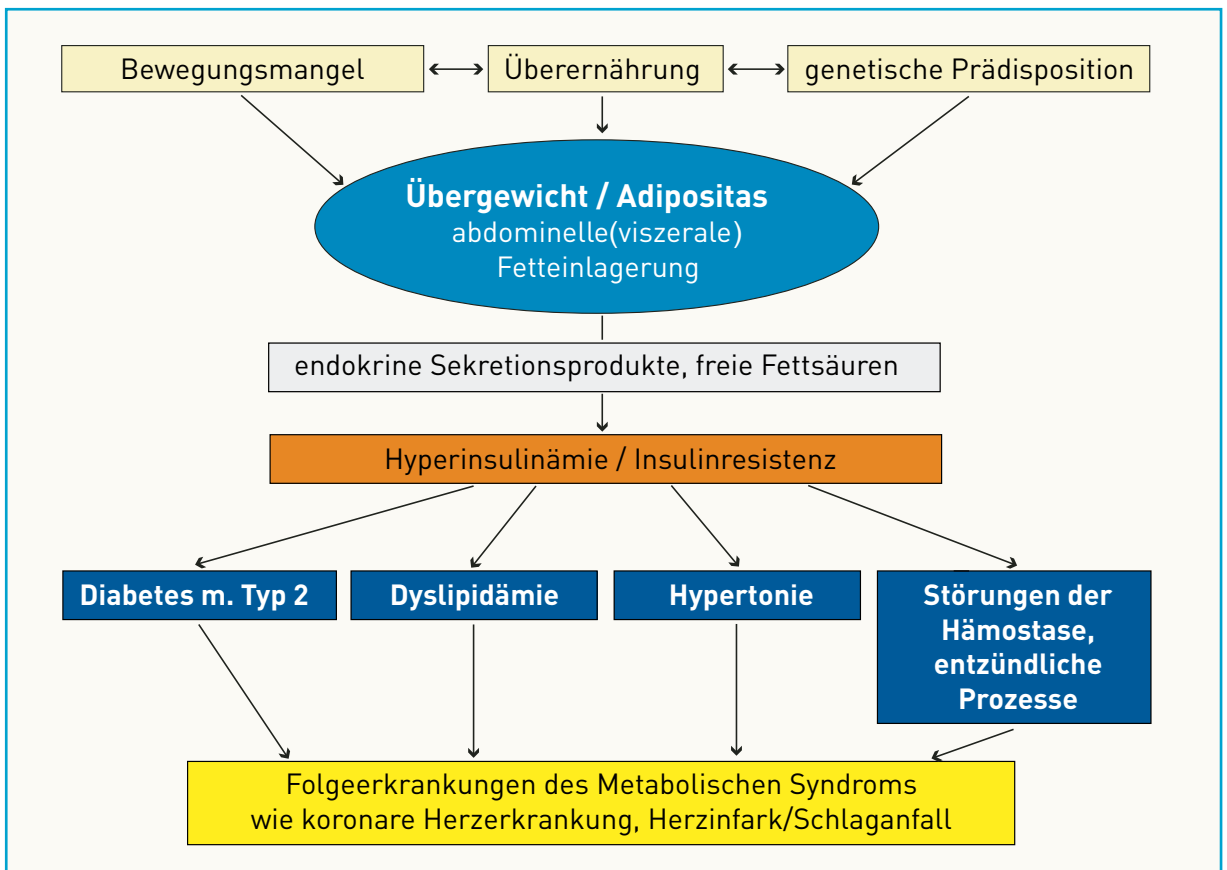 Bewegungsmangel
Überernährung
genetische Prädisposition
Übergewicht / Adipositas
abdominelle(viszerale)
Fetteinlagerung
endokrine Sekretionsprodukte, freie Fettsäuren
Hyperinsulinämie / Insulinresistenz
Diabetes m. Typ 2
Dyslipidämie
Hypertonie
Störungen der
Hämostase,
entzündliche
Prozesse
Folgeerkrankungen des Metabolischen Syndroms
wie koronare Herzerkrankung, Herzinfark/Schlaganfall